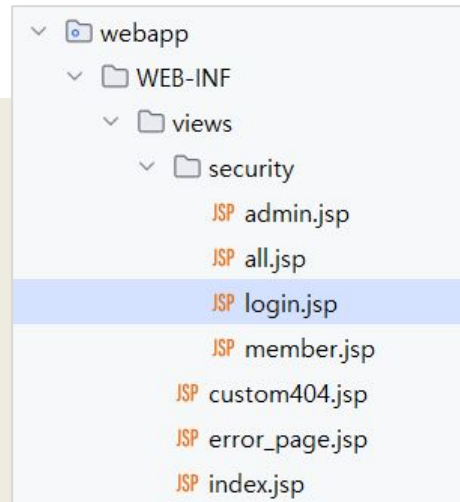 webapp
WEB-INF
views
security
JSP admin.jsp
JSP all.jsp
JSP login.jsp
JSP member.jsp
JSP custom404.jsp
JSP error_page.jsp
JSP index.jsp